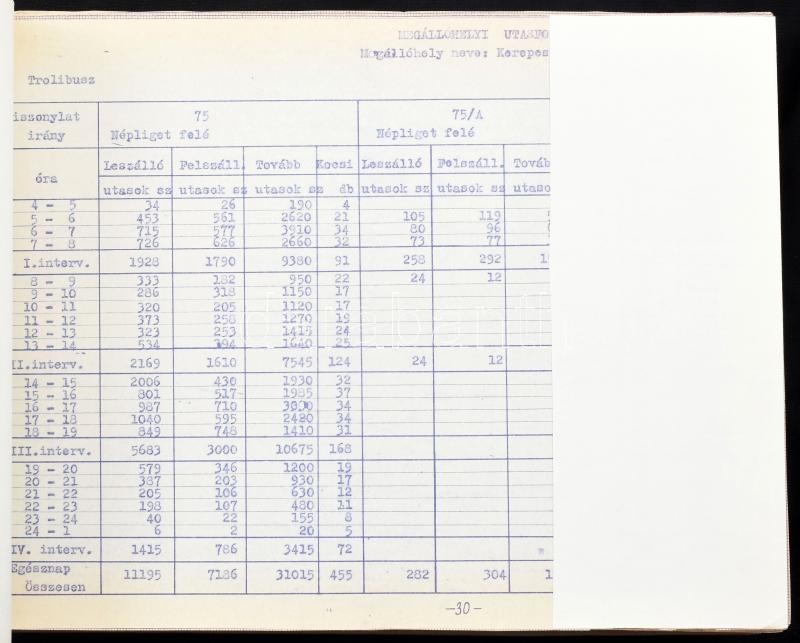 MEGÁLLÓHELYI UTASFO
Megállóhely neve: Kerepes
Trolibusz
iszonylat 75 75/A
irány Népliget felé Népliget felé
óra Leszálló Felszáll. Tovább Kocsi Leszálló Felszáll. Továb
utasok sz utasok sz utasok sz db utasok sz utasok sz utaso
4 - 5 34 26 190 4
5 - 6 453 561 2620 21 105 119
6 - 7 715 577 3910 34 80 96
7 - 8 726 626 2660 32 73 77
I.interv. 1928 1790 9380 91 258 292 1
8 - 9 333 182 950 22 24 12
9 - 10 286 318 1150 17
10 - 11 320 205 1120 17
11 - 12 373 258 1270 19
12 - 13 323 253 1415 24
13 - 14 534 394 1640 25
II.interv. 2169 1610 7545 124 24 12
14 - 15 2006 430 1930 32
15 - 16 801 517 1985 37
16 - 17 987 710 34
17 - 18 1040 595 2420 34
18 - 19 849 748 1410 31
III.interv. 5683 3000 10675 168
19 - 20 579 346 1200 19
20 - 21 387 203 930 17
21 - 22 205 106 630 12
22 - 23 198 107 480 11
23 - 24 40 22 155 8
24 - 1 6 2 20 5
IV. interv. 1415 786 3415 72
Egésznap
összesen 11195 7186 31015 455 282 304 1
-30-